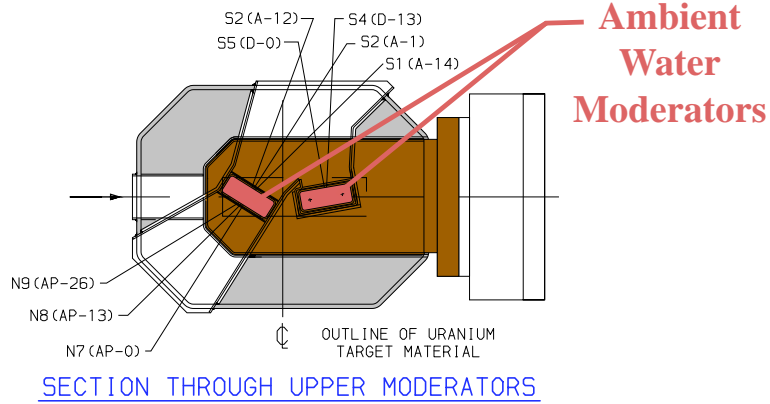 S2(A-12)
S4(D-13)
Ambient
Water
Moderators
S5(D-0)
S2(A-1)
S1(A-14)
N9(AP-26)
N8(AP-13)
N7(AP-0)
℄
OUTLINE OF URANIUM
TARGET MATERIAL
SECTION THROUGH UPPER MODERATORS